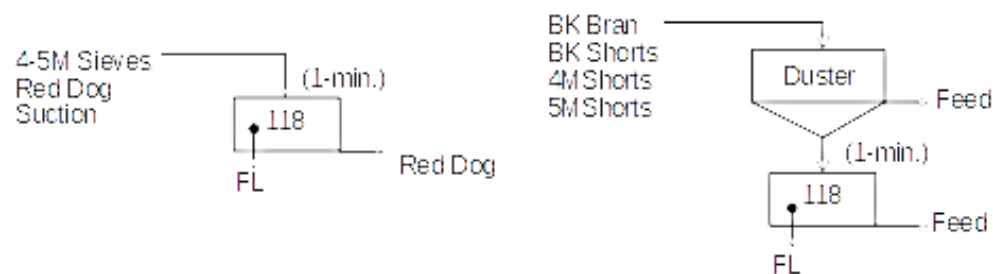 4-5M Sieves
Red Dog
Suction
(1-min.)
118
Red Dog
FL
BK Bran
BK Shorts
4M Shorts
5M Shorts
Duster
Feed
(1-min.)
118
Feed
FL